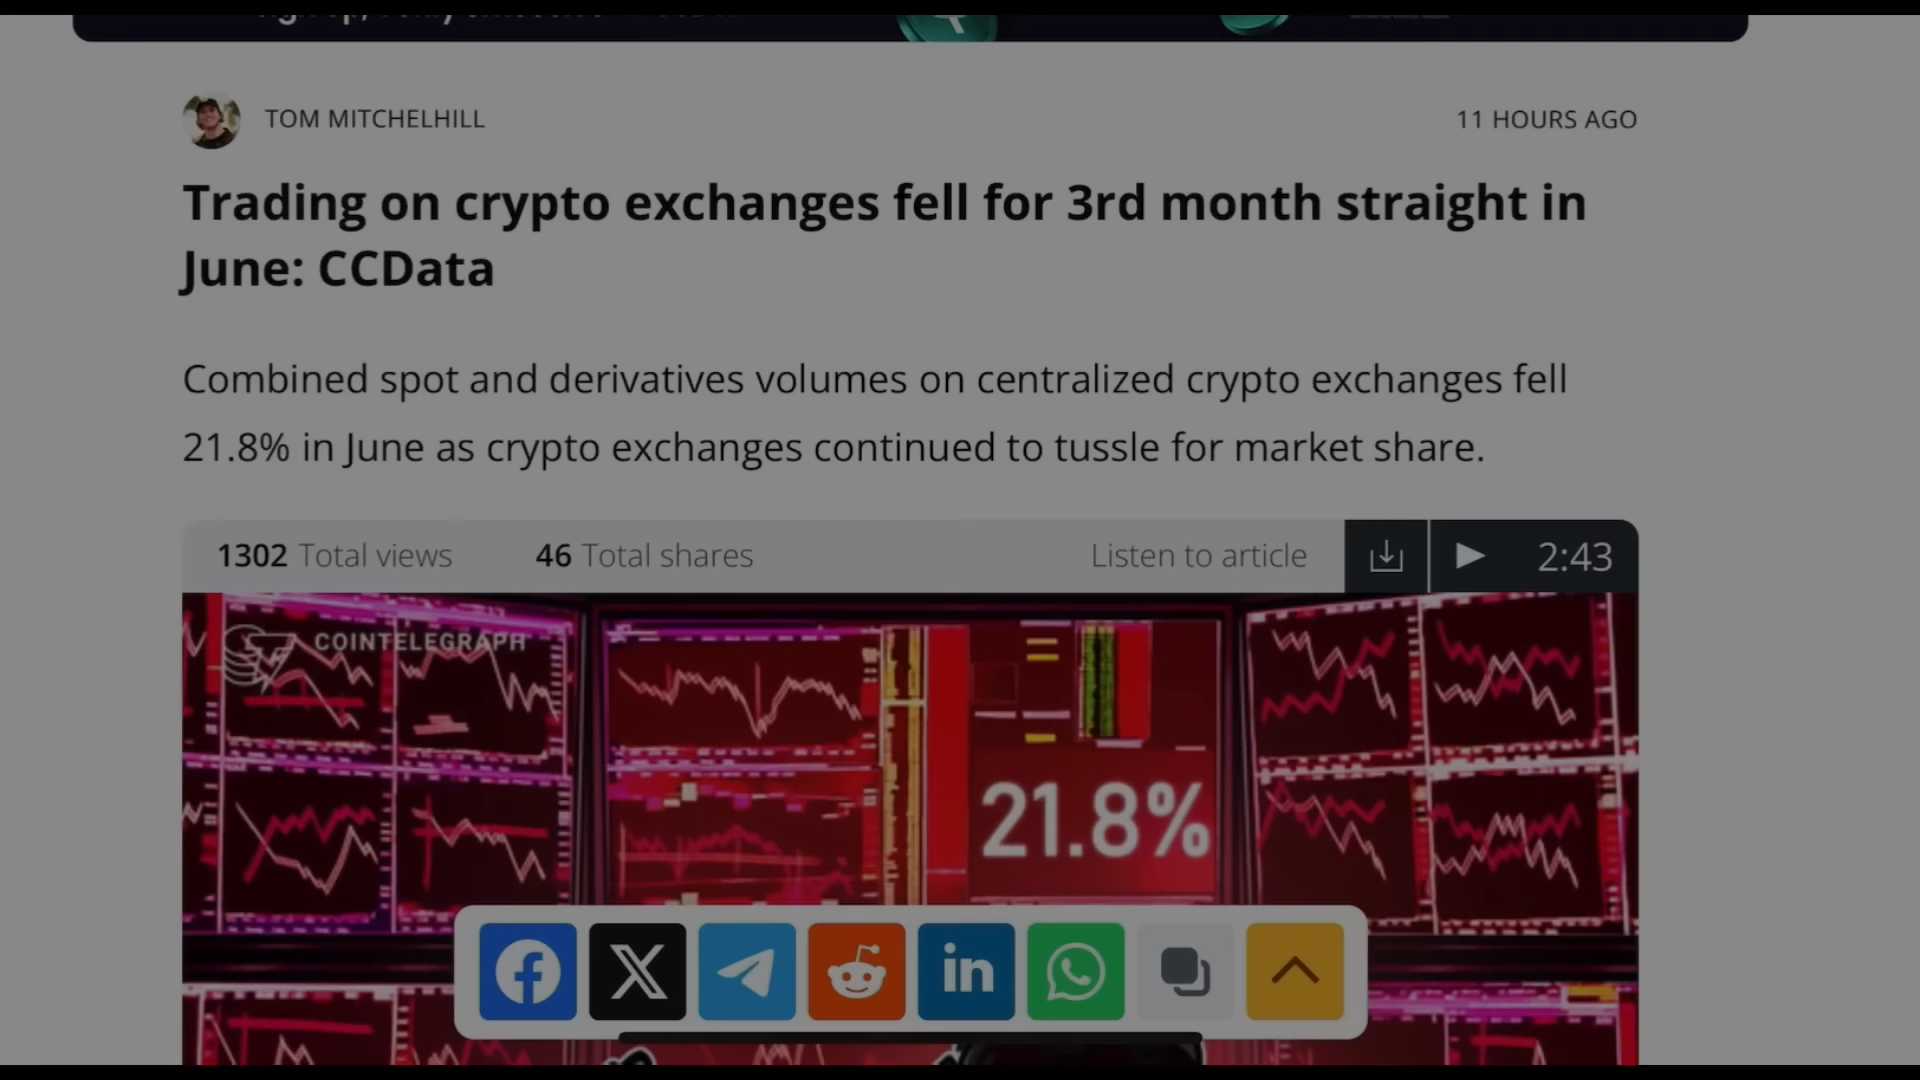 TOM MITCHELHILL
11 HOURS AGO
Trading on crypto exchanges fell for 3rd month straight in
June: CCData
Combined spot and derivatives volumes on centralized crypto exchanges fell
21.8% in June as crypto exchanges continued to tussle for market share.
1302 Total views
46 Total shares
Listen to article
2:43
COINTELEGRAPH
21.8%
in